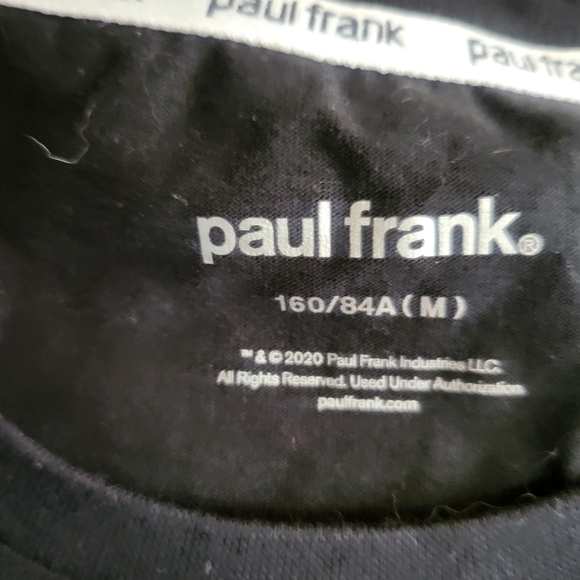 paul frank
paul fra
paul frank®
160/84A(M)
™ & © 2020 Paul Frank Industries LLC.
All Rights Reserved. Used Under Authorization
paulfrank.com